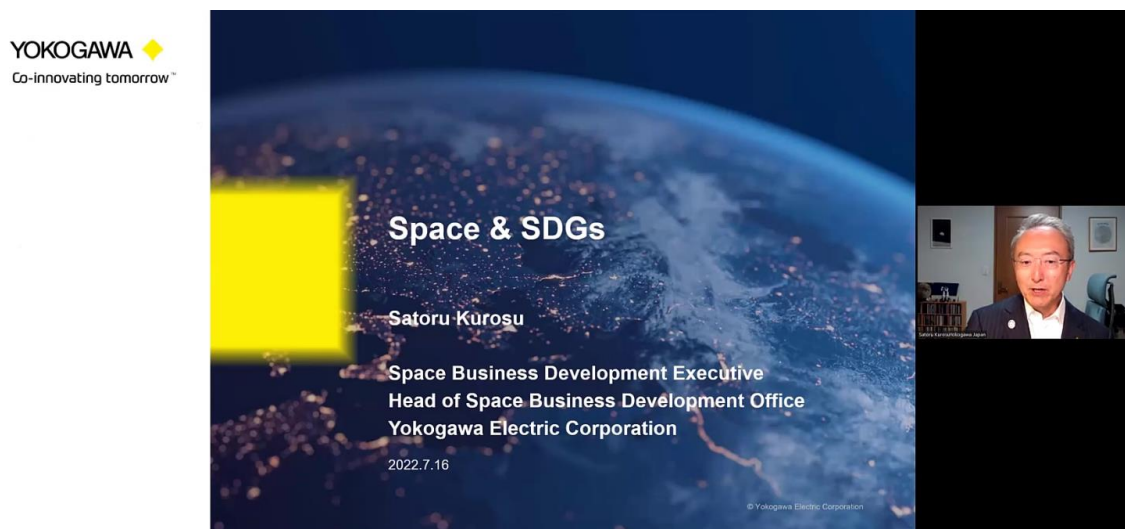 YOKOGAWA
Co-innovating tomorrow™
Space & SDGs
Satoru Kurosu
Space Business Development Executive
Head of Space Business Development Office
Yokogawa Electric Corporation
2022.7.16
© Yokogawa Electric Corporation